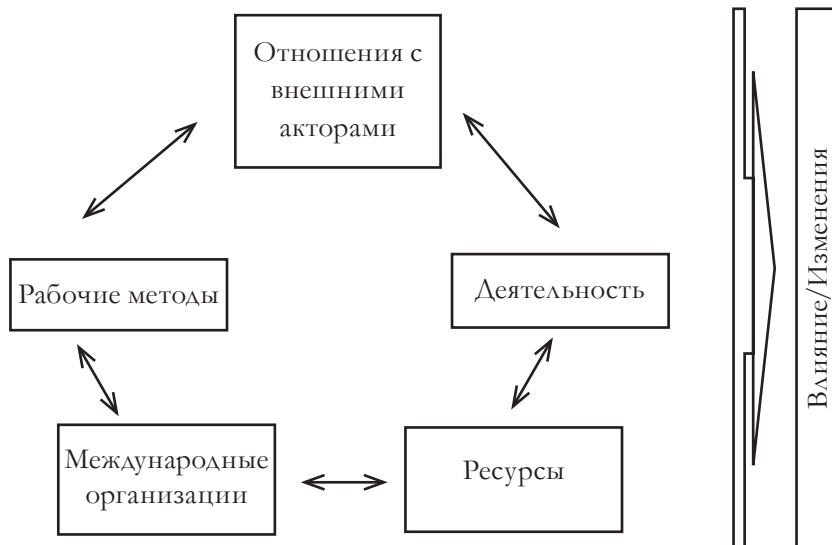 Отношения с
внешними
акторами
Рабочие методы
Деятельность
Международные
организации
Ресурсы
Влияние/Изменения